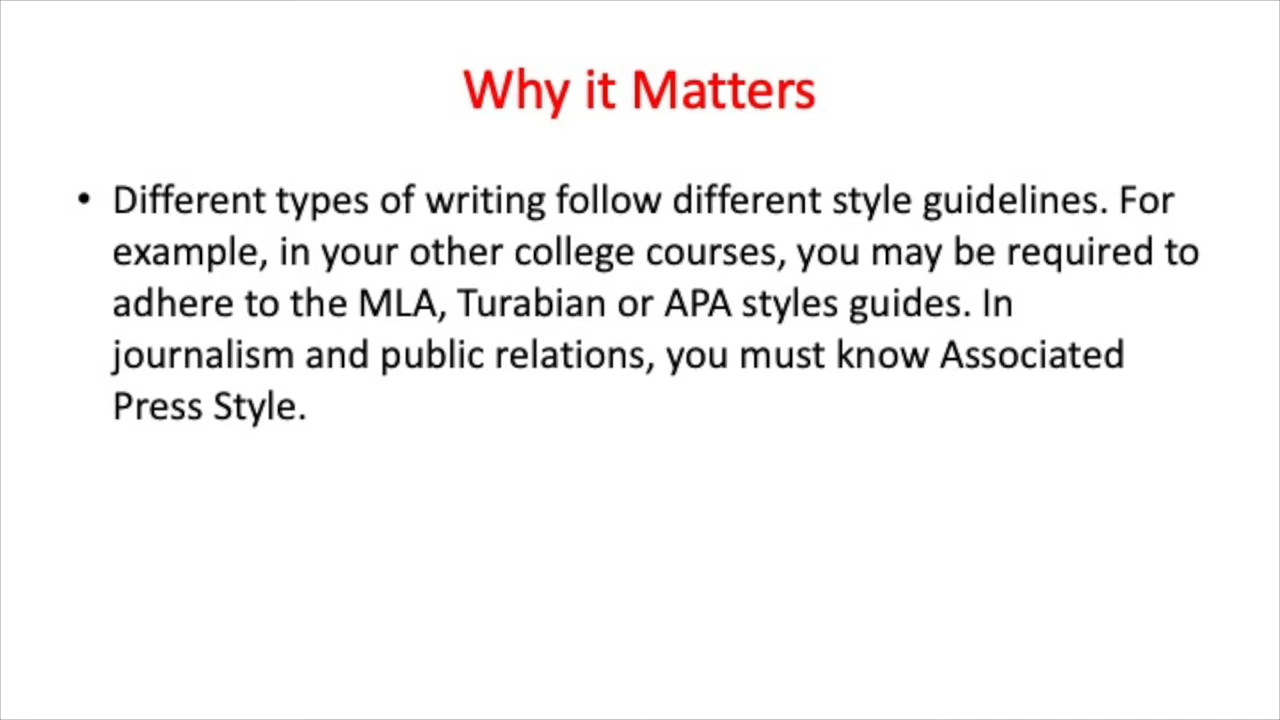 Why it Matters
• Different types of writing follow different style guidelines. For
example, in your other college courses, you may be required to
adhere to the MLA, Turabian or APA styles guides. In
journalism and public relations, you must know Associated
Press Style.